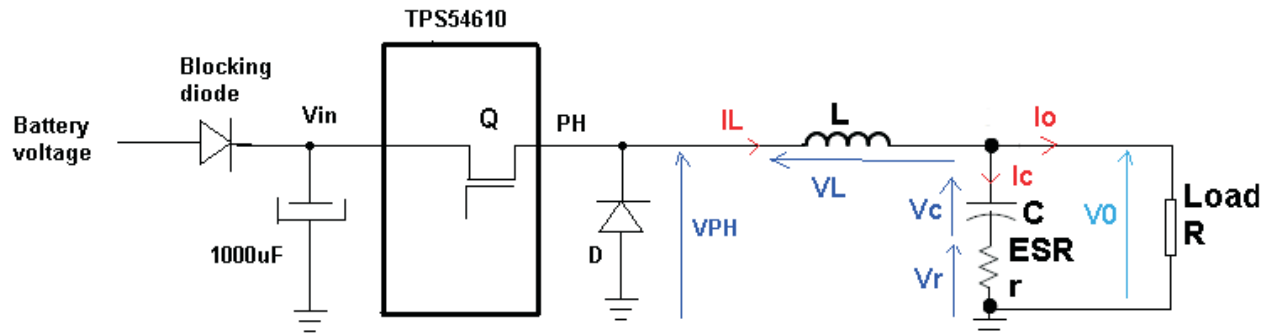 TPS54610
Blocking
diode
Battery
voltage
Vin
Q
PH
IL
L
Io
VL
Ic
Vc
C
VPH
V0
Load
R
1000uF
D
ESR
Vr
r